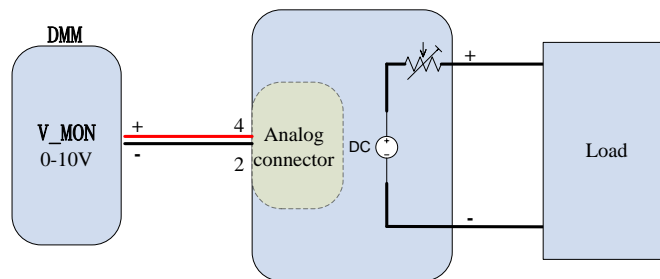 DMM
V_MON
0-10V
+
-
4
2
Analog
connector
DC
+
-
+
-
Load